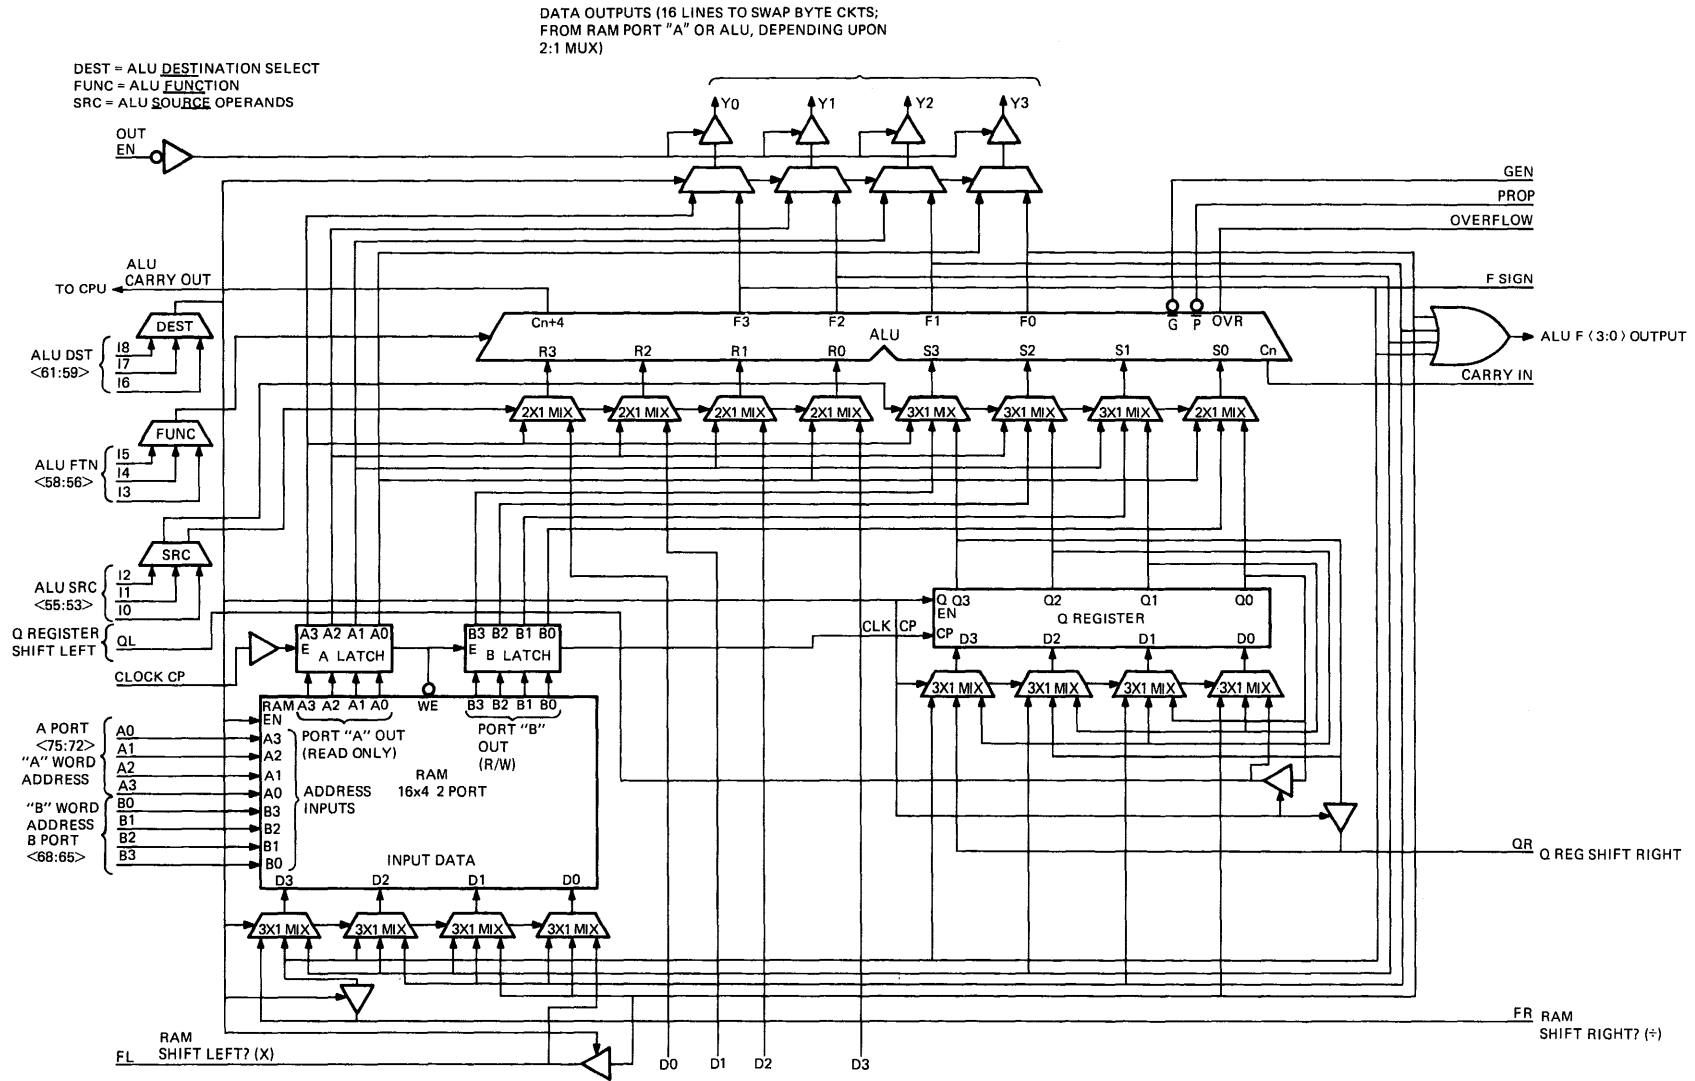 DATA OUTPUTS (16 LINES TO SWAP BYTE CKTS;
FROM RAM PORT "A" OR ALU, DEPENDING UPON
2:1 MUX)
DEST = ALU DESTINATION SELECT
FUNC = ALU FUNCTION
SRC = ALU SOURCE OPERANDS
Y0 Y1 Y2 Y3
OUT
EN
GEN
PROP
OVERFLOW
F SIGN
ALU
CARRY OUT
TO CPU
Cn+4 F3 F2 F1 F0 G P OVR
ALU
R3 R2 R1 R0 S3 S2 S1 S0 Cn
ALU F (3:0) OUTPUT
CARRY IN
DEST
ALU DST
<61:59>
I8
I7
I6
2X1 MIX 2X1 MIX 2X1 MIX 2X1 MIX 3X1 MIX 3X1 MIX 3X1 MIX 2X1 MIX
FUNC
ALU FTN
<58:56>
I5
I4
I3
SRC
ALU SRC
<55:53>
I2
I1
I0
Q REGISTER
SHIFT LEFT
QL
CLOCK CP
A3 A2 A1 A0
E
A LATCH
B3 B2 B1 B0
E
B LATCH
CLK CP
Q Q3 Q2 Q1 Q0
EN
Q REGISTER
CP
D3 D2 D1 D0
3X1 MIX 3X1 MIX 3X1 MIX 3X1 MIX
RAM A3 A2 A1 A0 WE B3 B2 B1 B0
EN
PORT "A" OUT
(READ ONLY)
PORT "B"
OUT
(R/W)
RAM
16x4 2 PORT
A PORT
<75:72>
"A" WORD
ADDRESS
A0
A1
A2
A3
"B" WORD
ADDRESS
B PORT
<68:65>
B0
B1
B2
B3
A3
A2
A1
A0
B3
B2
B1
B0
ADDRESS
INPUTS
INPUT DATA
D3 D2 D1 D0
QR
Q REG SHIFT RIGHT
3X1 MIX 3X1 MIX 3X1 MIX 3X1 MIX
FR
RAM
SHIFT RIGHT? (÷)
RAM
SHIFT LEFT? (X)
FL
D0 D1 D2 D3